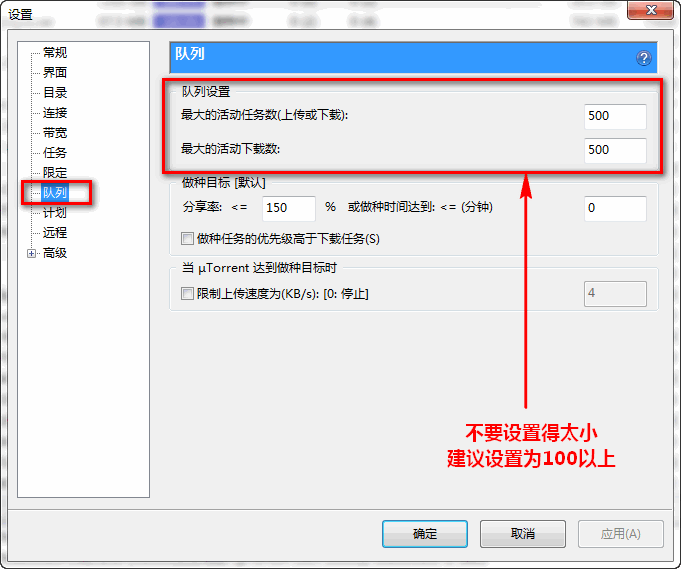 设置
常规
界面
目录
连接
带宽
任务
限定
队列
计划
远程
高级
队列
队列设置
最大的活动任务数(上传或下载): 500
最大的活动下载数: 500
做种目标 [默认]
分享率: <= 150 % 或做种时间达到: <= (分钟) 0
做种任务的优先级高于下载任务(S)
当 µTorrent 达到做种目标时
限制上传速度为(KB/s): [0: 停止] 4
不要设置得太小
建议设置为100以上
确定 取消 应用(A)